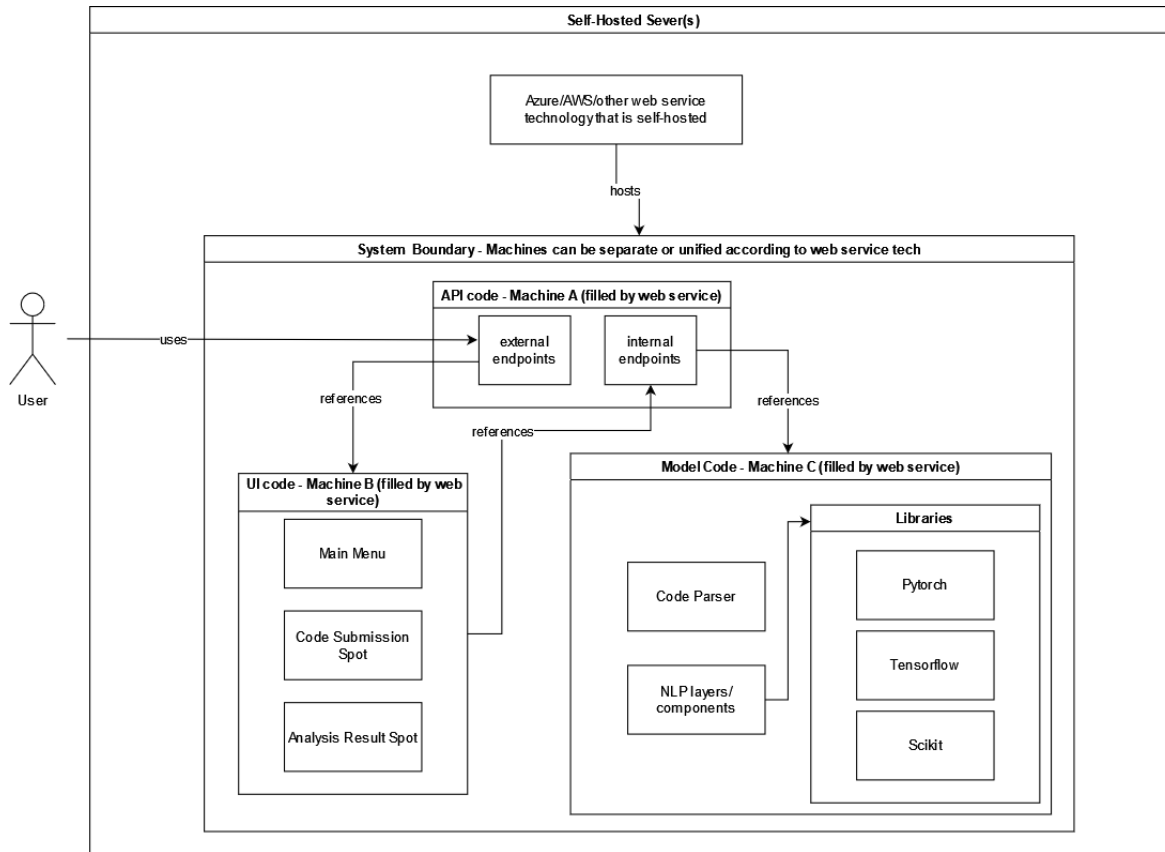 Self-Hosted Sever(s)
Azure/AWS/other web service
technology that is self-hosted
hosts
System Boundary - Machines can be separate or unified according to web service tech
API code - Machine A (filled by web service)
external
endpoints
internal
endpoints
uses
User
references
references
references
UI code - Machine B (filled by web
service)
Main Menu
Code Submission
Spot
Analysis Result Spot
Model Code - Machine C (filled by web service)
Code Parser
NLP layers/
components
Libraries
Pytorch
Tensorflow
Scikit